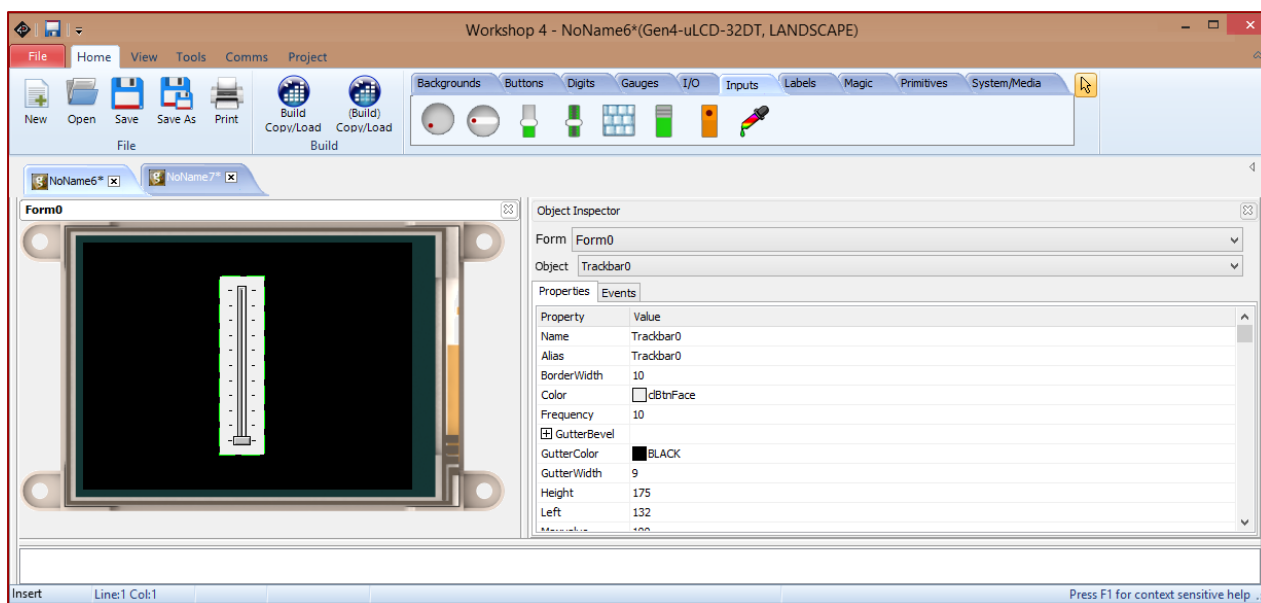 Workshop 4 - NoName6*(Gen4-uLCD-32DT, LANDSCAPE)
File Home View Tools Comms Project
Backgrounds Buttons Digits Gauges I/O Inputs Labels Magic Primitives System/Media
New Open Save Save As Print
Build
Copy/Load
(Build)
Copy/Load
File Build
NoName6* NoName7*
Form0
Object Inspector
Form Form0
Object Trackbar0
Properties Events
Property Value
Name Trackbar0
Alias Trackbar0
BorderWidth 10
Color clBtnFace
Frequency 10
GutterBevel
GutterColor BLACK
GutterWidth 9
Height 175
Left 132
Insert Line:1 Col:1 Press F1 for context sensitive help .